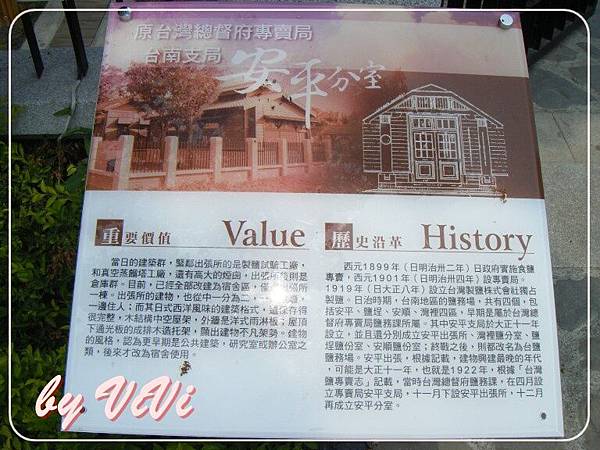 原台灣總督府專賣局
台南支局
安平分室
重要價值 Value
當日的建築群，緊鄰出張所的是製鹽試驗工廠，
和真空蒸餾塔工廠，還有高大的煙囪，出張所後則是
倉庫群。目前，已經全部改建為宿舍區，僅
一棟。出張所的建物，也從中一分為二，
一邊住人；而其日式西洋風味的建築格式，還保存得
很完整，木結構中空屋架，外牆是洋式雨淋板，屋頂
下通光板的成排木造托架，顯出建物不凡架勢。建物
的風格，認為更早期是公共建築、研究室或辦公室之
類，後來才改為宿舍使用。
歷史沿革 History
西元1899年（日明治卅二年）日政府實施食鹽
專賣，西元1901年（日明治卅四年）設專賣局。
1919年（日大正八年）設立台灣製鹽株式會社獨占
製鹽。日治時期，台南地區的鹽務場，共有四個，包
括安平、鹽埕、安順、灣裡四區，早期是屬於台灣總
督府專賣局鹽務課所屬。其中安平支局於大正十一年
設立，並且還分別成立安平出張所、灣裡鹽分室、鹽
埕鹽份室、安順鹽份室；終戰之後，則都改名為台鹽
鹽務場。安平出張，根據記載，建物興建最晚的年代
，可能是大正十一年，也就是1922年，根據「台灣
鹽專賣志」記載，當時台灣總督府鹽務課，在四月設
立專賣局安平支局，十一月下設安平出張所，十二月
再成立安平分室。
by ViVi